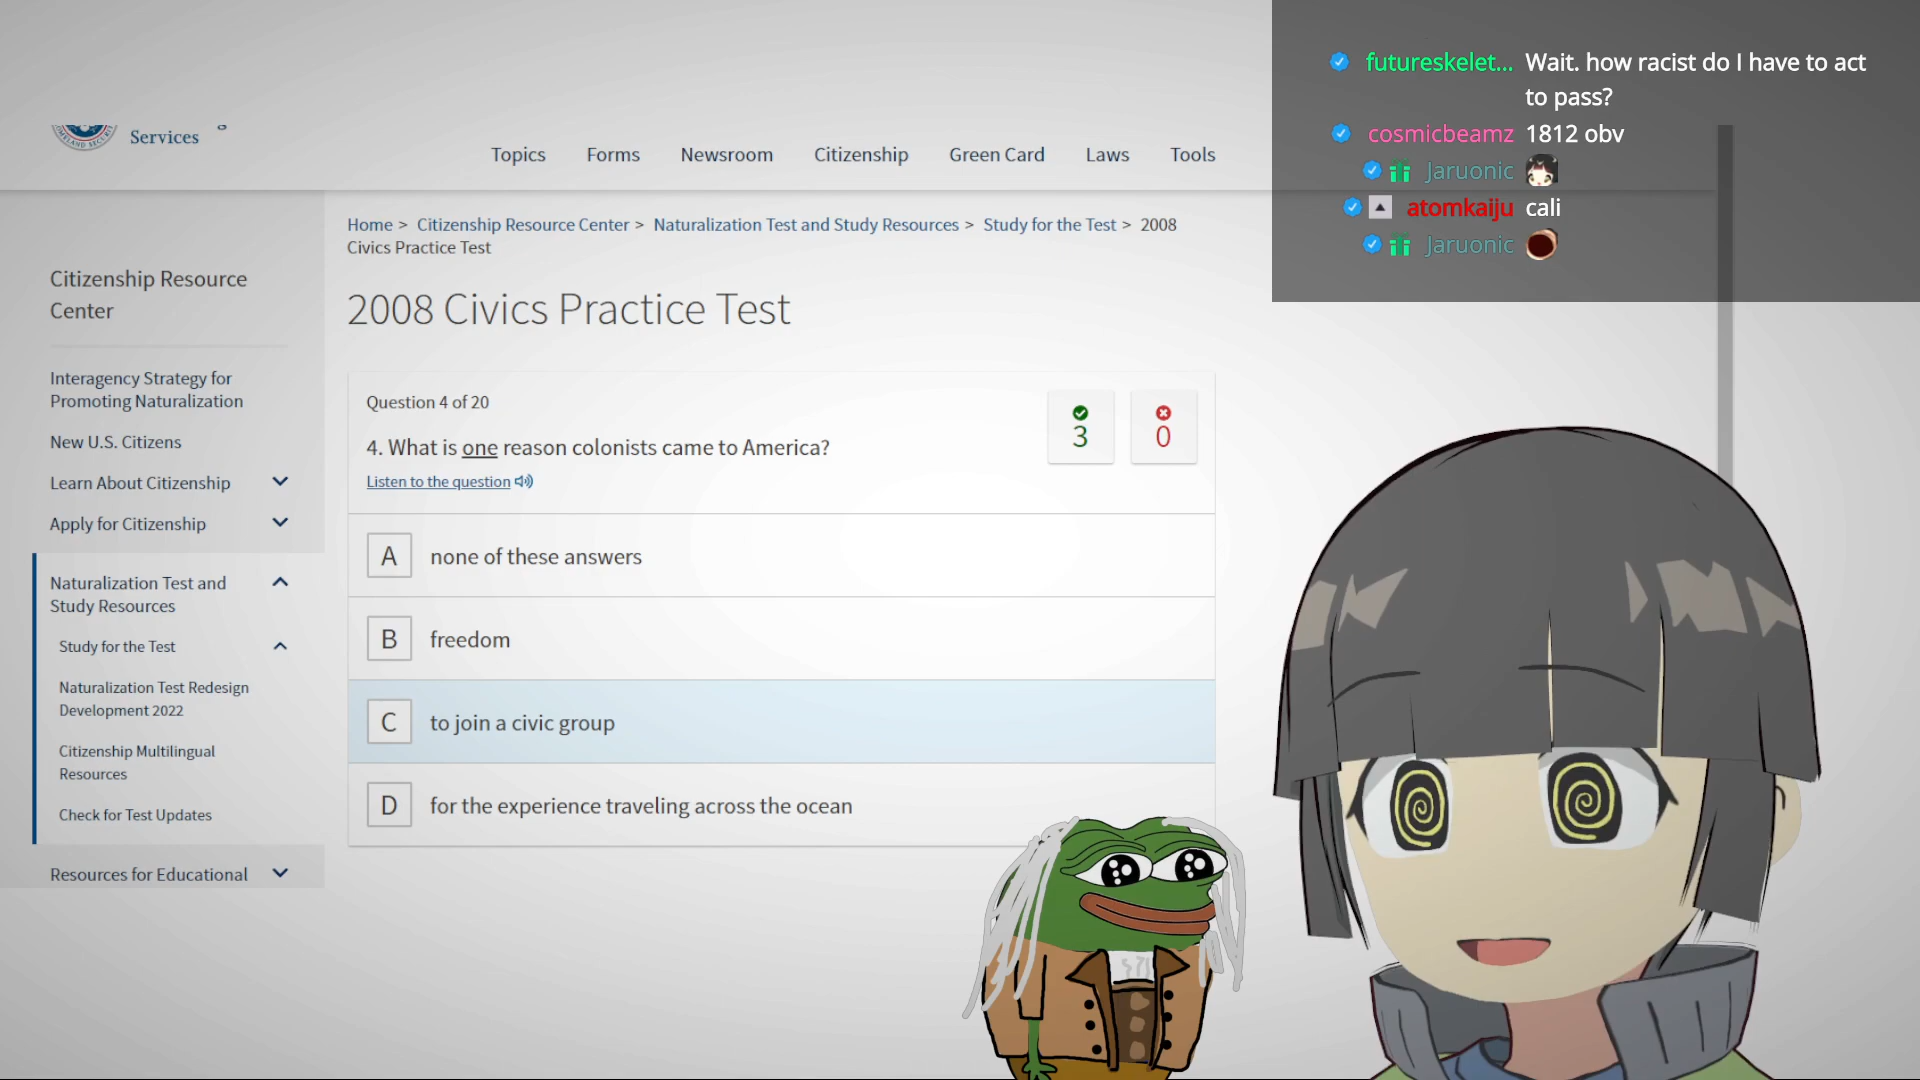 Services
Topics Forms Newsroom Citizenship Green Card Laws Tools
Home > Citizenship Resource Center > Naturalization Test and Study Resources > Study for the Test > 2008
Civics Practice Test
Citizenship Resource
Center
Interagency Strategy for
Promoting Naturalization
New U.S. Citizens
Learn About Citizenship
Apply for Citizenship
Naturalization Test and
Study Resources
Study for the Test
Naturalization Test Redesign
Development 2022
Citizenship Multilingual
Resources
Check for Test Updates
Resources for Educational
2008 Civics Practice Test
Question 4 of 20
3 0
4. What is one reason colonists came to America?
Listen to the question
A none of these answers
B freedom
C to join a civic group
D for the experience traveling across the ocean
futureskelet... Wait. how racist do I have to act
to pass?
cosmicbeamz 1812 obv
Jaruonic
atomkaiju cali
Jaruonic